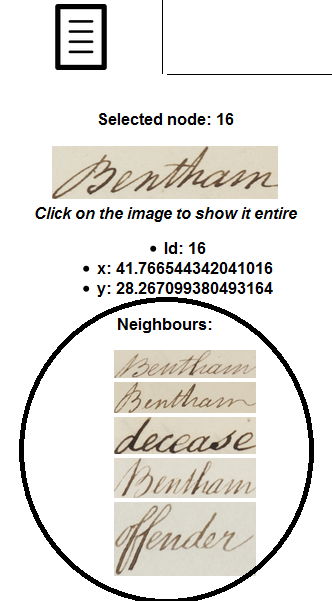 Selected node: 16
Bentham
Click on the image to show it entire
• Id: 16
• x: 41.766544342041016
• y: 28.267099380493164
Neighbours:
Bentham
Bentham
decease
Bentham
offender